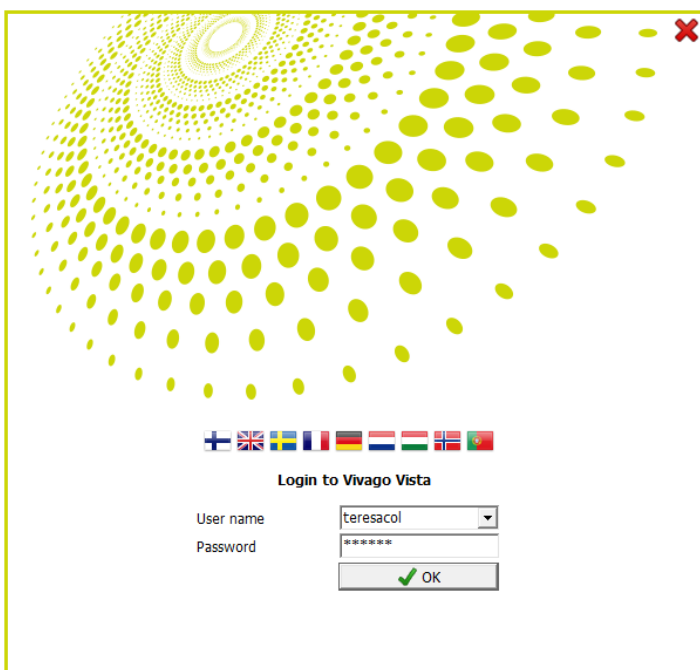 Login to Vivago Vista
User name
teresacol
Password
******
OK